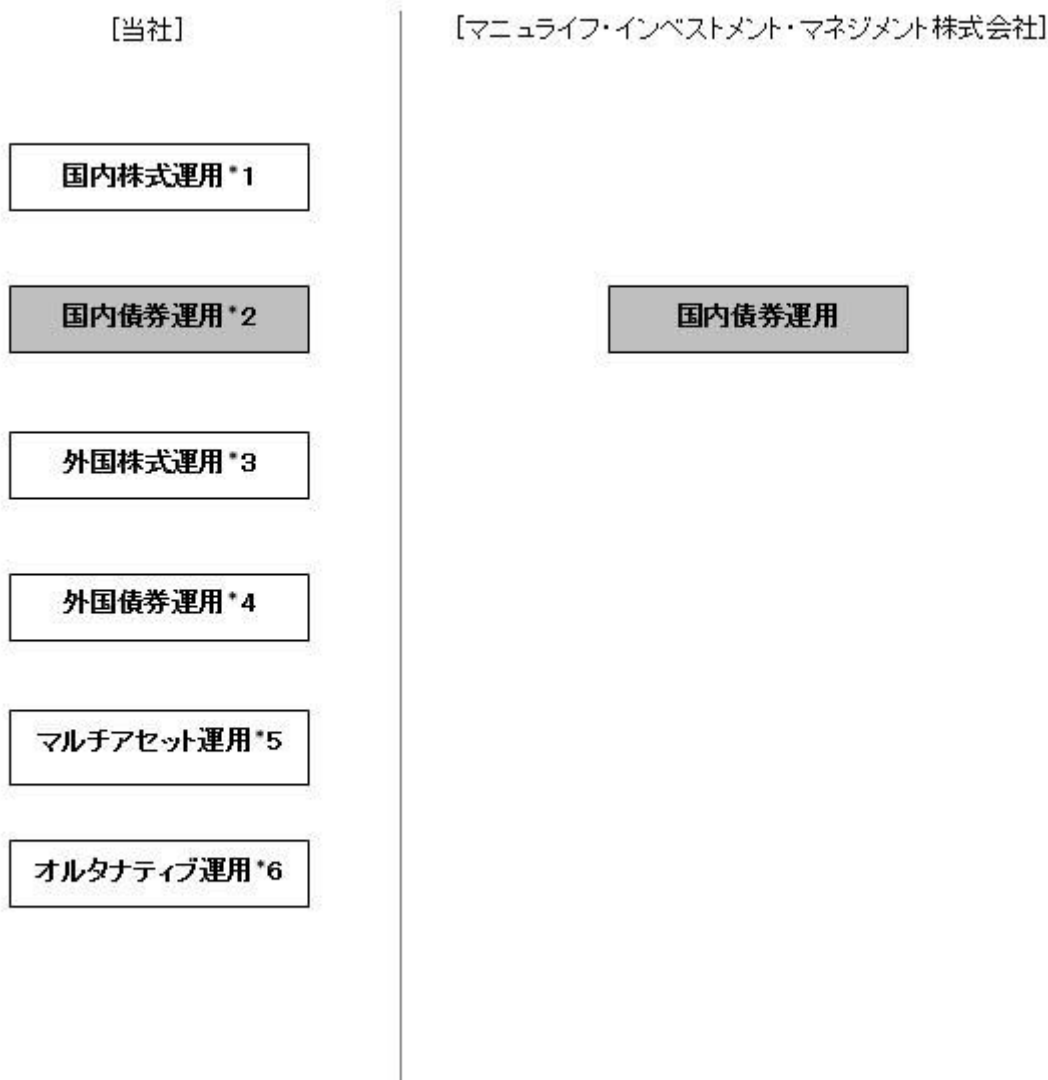 [当社]
[マニュライフ・インベストメント・マネジメント株式会社]
国内株式運用*1
国内債券運用*2
国内債券運用
外国株式運用*3
外国債券運用*4
マルチアセット運用*5
オルタナティブ運用*6